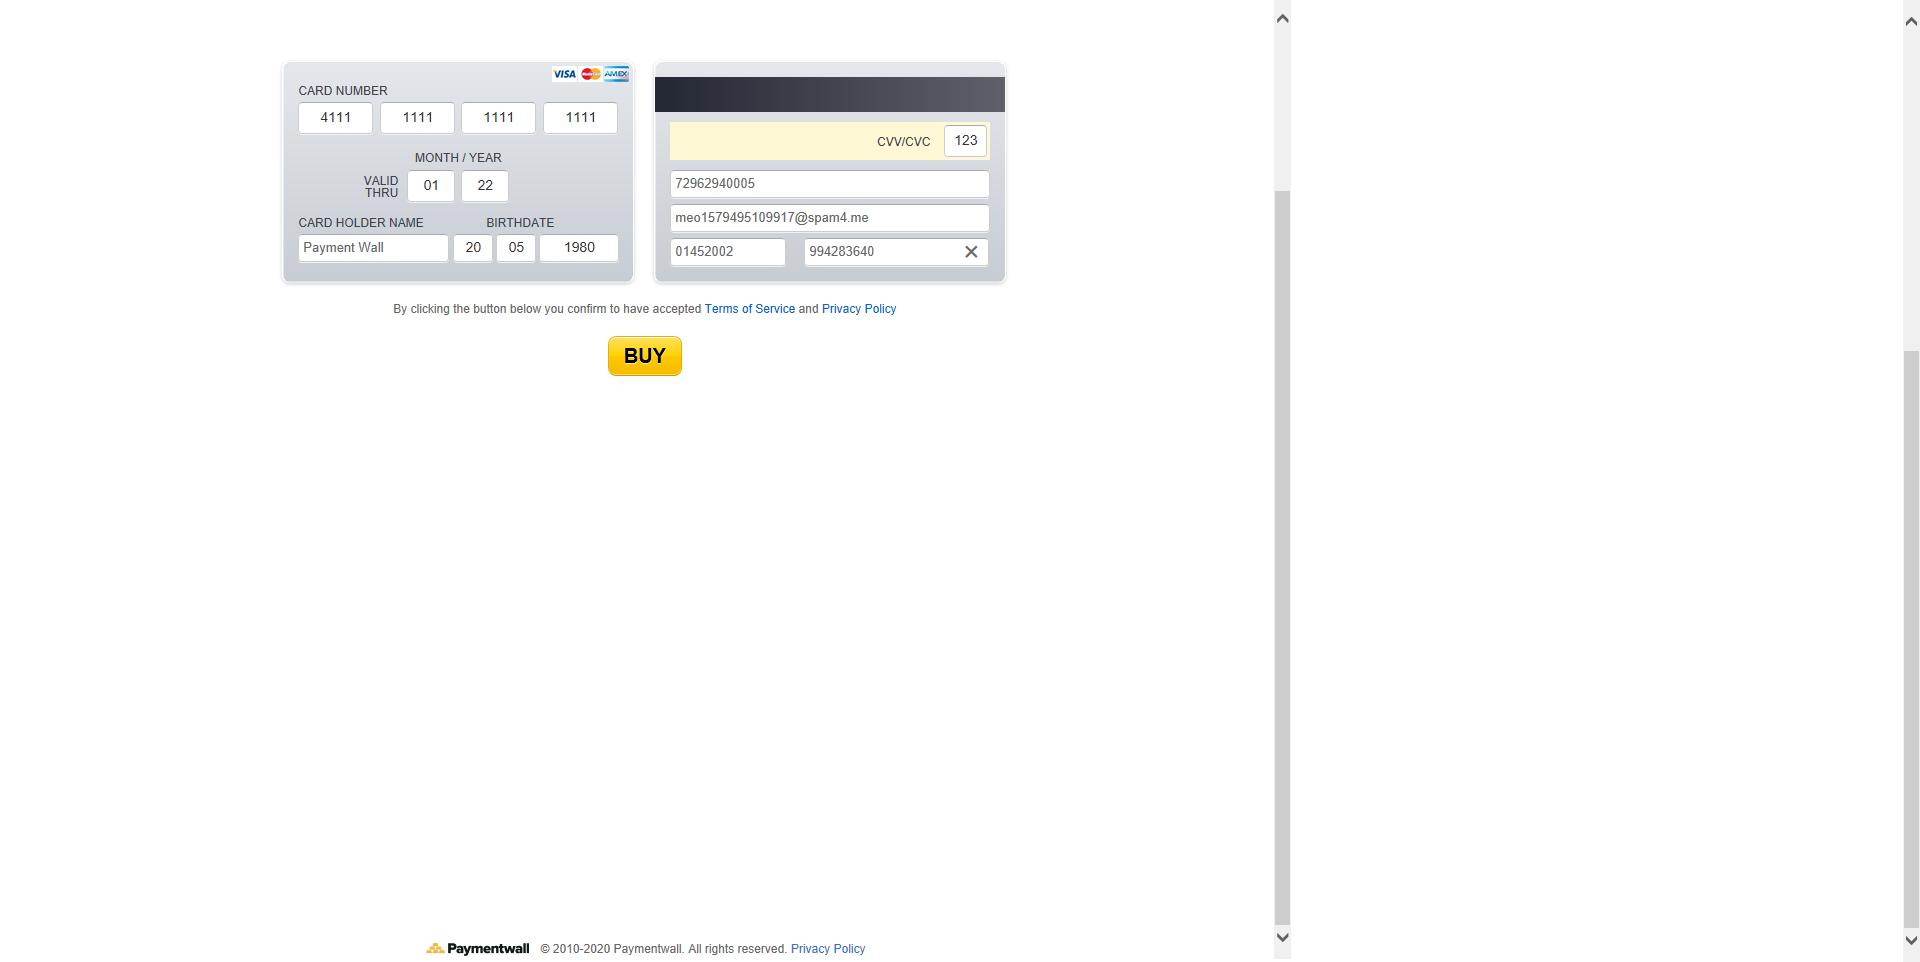 VISA MasterCard AMEX
CARD NUMBER
4111 1111 1111 1111
MONTH / YEAR
VALID THRU 01 22
CARD HOLDER NAME BIRTHDATE
Payment Wall 20 05 1980
CVV/CVC 123
72962940005
meo1579495109917@spam4.me
01452002 994283640
By clicking the button below you confirm to have accepted Terms of Service and Privacy Policy
BUY
Paymentwall © 2010-2020 Paymentwall. All rights reserved. Privacy Policy